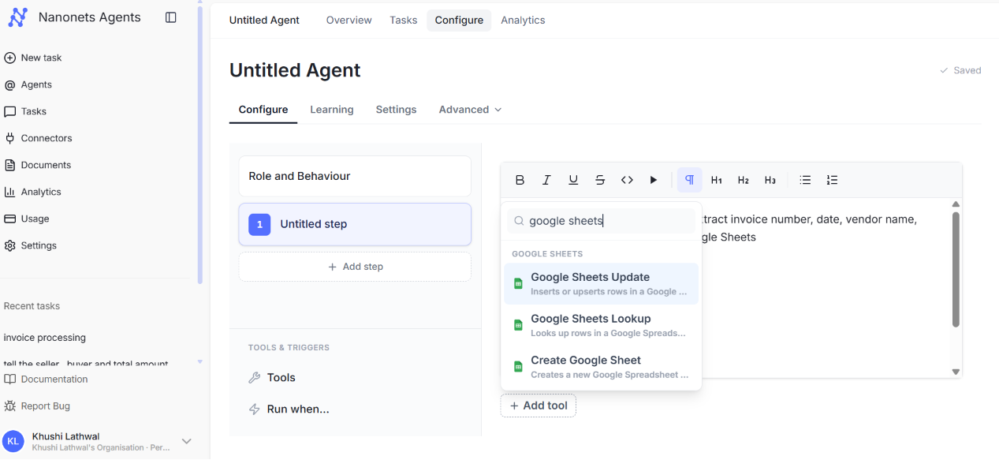 Nanonets Agents
New task
Agents
Tasks
Connectors
Documents
Analytics
Usage
Settings
Recent tasks
invoice processing
tell the seller , buyer and total amount
Documentation
Report Bug
KL
Khushi Lathwal
Khushi Lathwal's Organisation · Per...
Untitled Agent Overview Tasks Configure Analytics
Untitled Agent
Saved
Configure Learning Settings Advanced
Role and Behaviour
1 Untitled step
+ Add step
TOOLS & TRIGGERS
Tools
Run when...
B I U S <> ¶ H1 H2 H3
tract invoice number, date, vendor name,
gle Sheets
google sheets
GOOGLE SHEETS
Google Sheets Update
Inserts or upserts rows in a Google ...
Google Sheets Lookup
Looks up rows in a Google Spreads...
Create Google Sheet
Creates a new Google Spreadsheet ...
+ Add tool